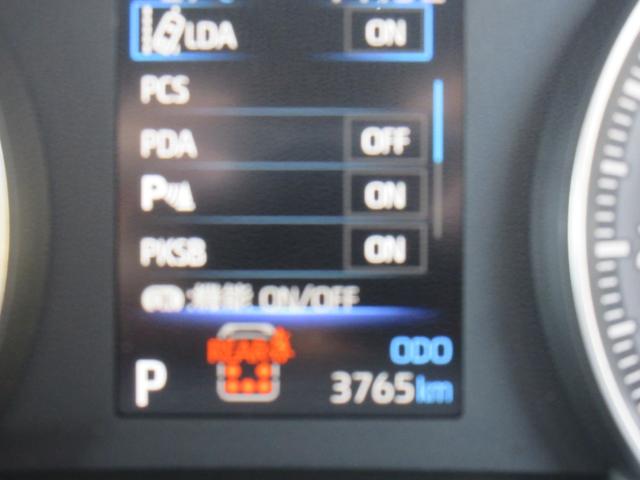 LDA ON
PCS
PDA OFF
P ON
PKSB ON
:機能 ON/OFF
REAR
ODO
P 3765km